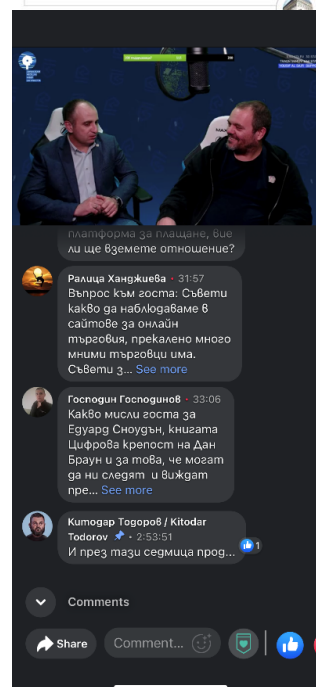 платформа за плащане, вие
ли ще вземете отношение?
Ралица Ханджиева · 31:57
Въпрос към госта: Съвети
какво да наблюдаваме в
сайтове за онлайн
търговия, прекалено много
мними търговци има.
Съвети з... See more
Господин Господинов · 33:06
Какво мисли госта за
Едуард Сноудън, книгата
Цифрова крепост на Дан
Браун и за това, че могат
да ни следят и виждат
пре... See more
Китодар Тодоров / Kitodar
Todorov · 2:53:51
И през тази седмица прод...
1
Comments
Share
Comment...